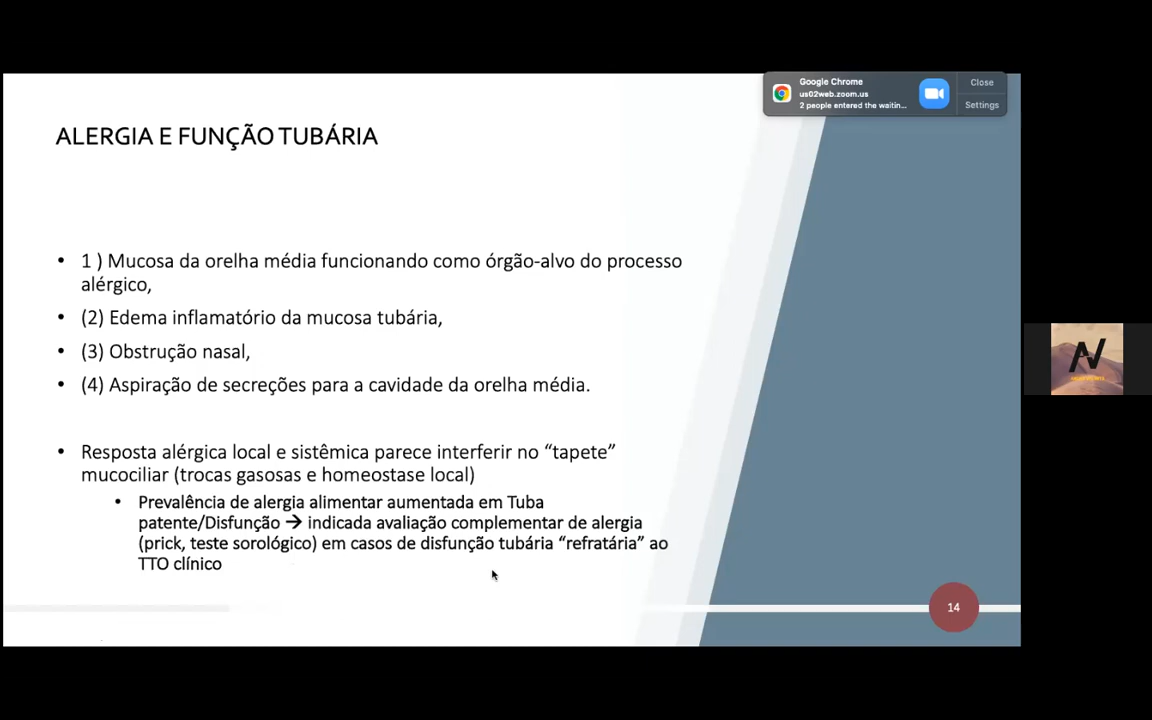 Google Chrome
us02web.zoom.us
2 people entered the waitin...
Close
Settings
ALERGIA E FUNÇÃO TUBÁRIA
• 1 ) Mucosa da orelha média funcionando como órgão-alvo do processo
alérgico,
• (2) Edema inflamatório da mucosa tubária,
• (3) Obstrução nasal,
• (4) Aspiração de secreções para a cavidade da orelha média.
• Resposta alérgica local e sistêmica parece interferir no “tapete”
mucociliar (trocas gasosas e homeostase local)
• Prevalência de alergia alimentar aumentada em Tuba
patente/Disfunção → indicada avaliação complementar de alergia
(prick, teste sorológico) em casos de disfunção tubária “refratária” ao
TTO clínico
14